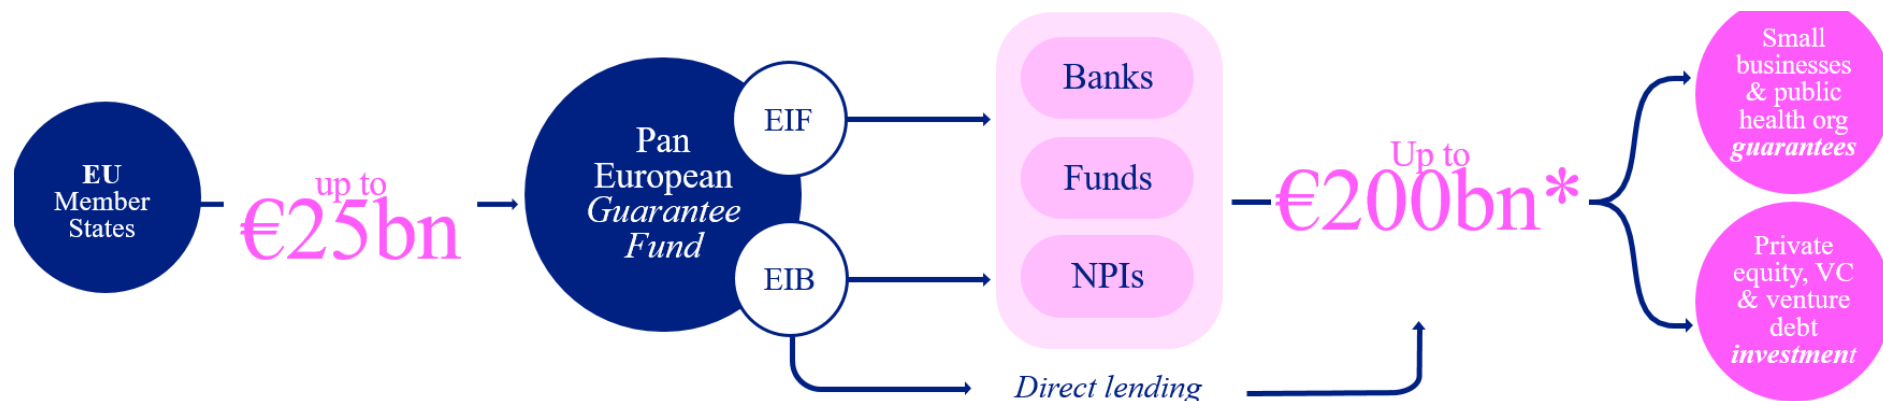 EU
Member
States
up to
€25bn
Pan
European
Guarantee
Fund
EIF
EIB
Banks
Funds
NPIs
Direct lending
Up to
€200bn*
Small
businesses
& public
health org
guarantees
Private
equity, VC
& venture
debt
investment